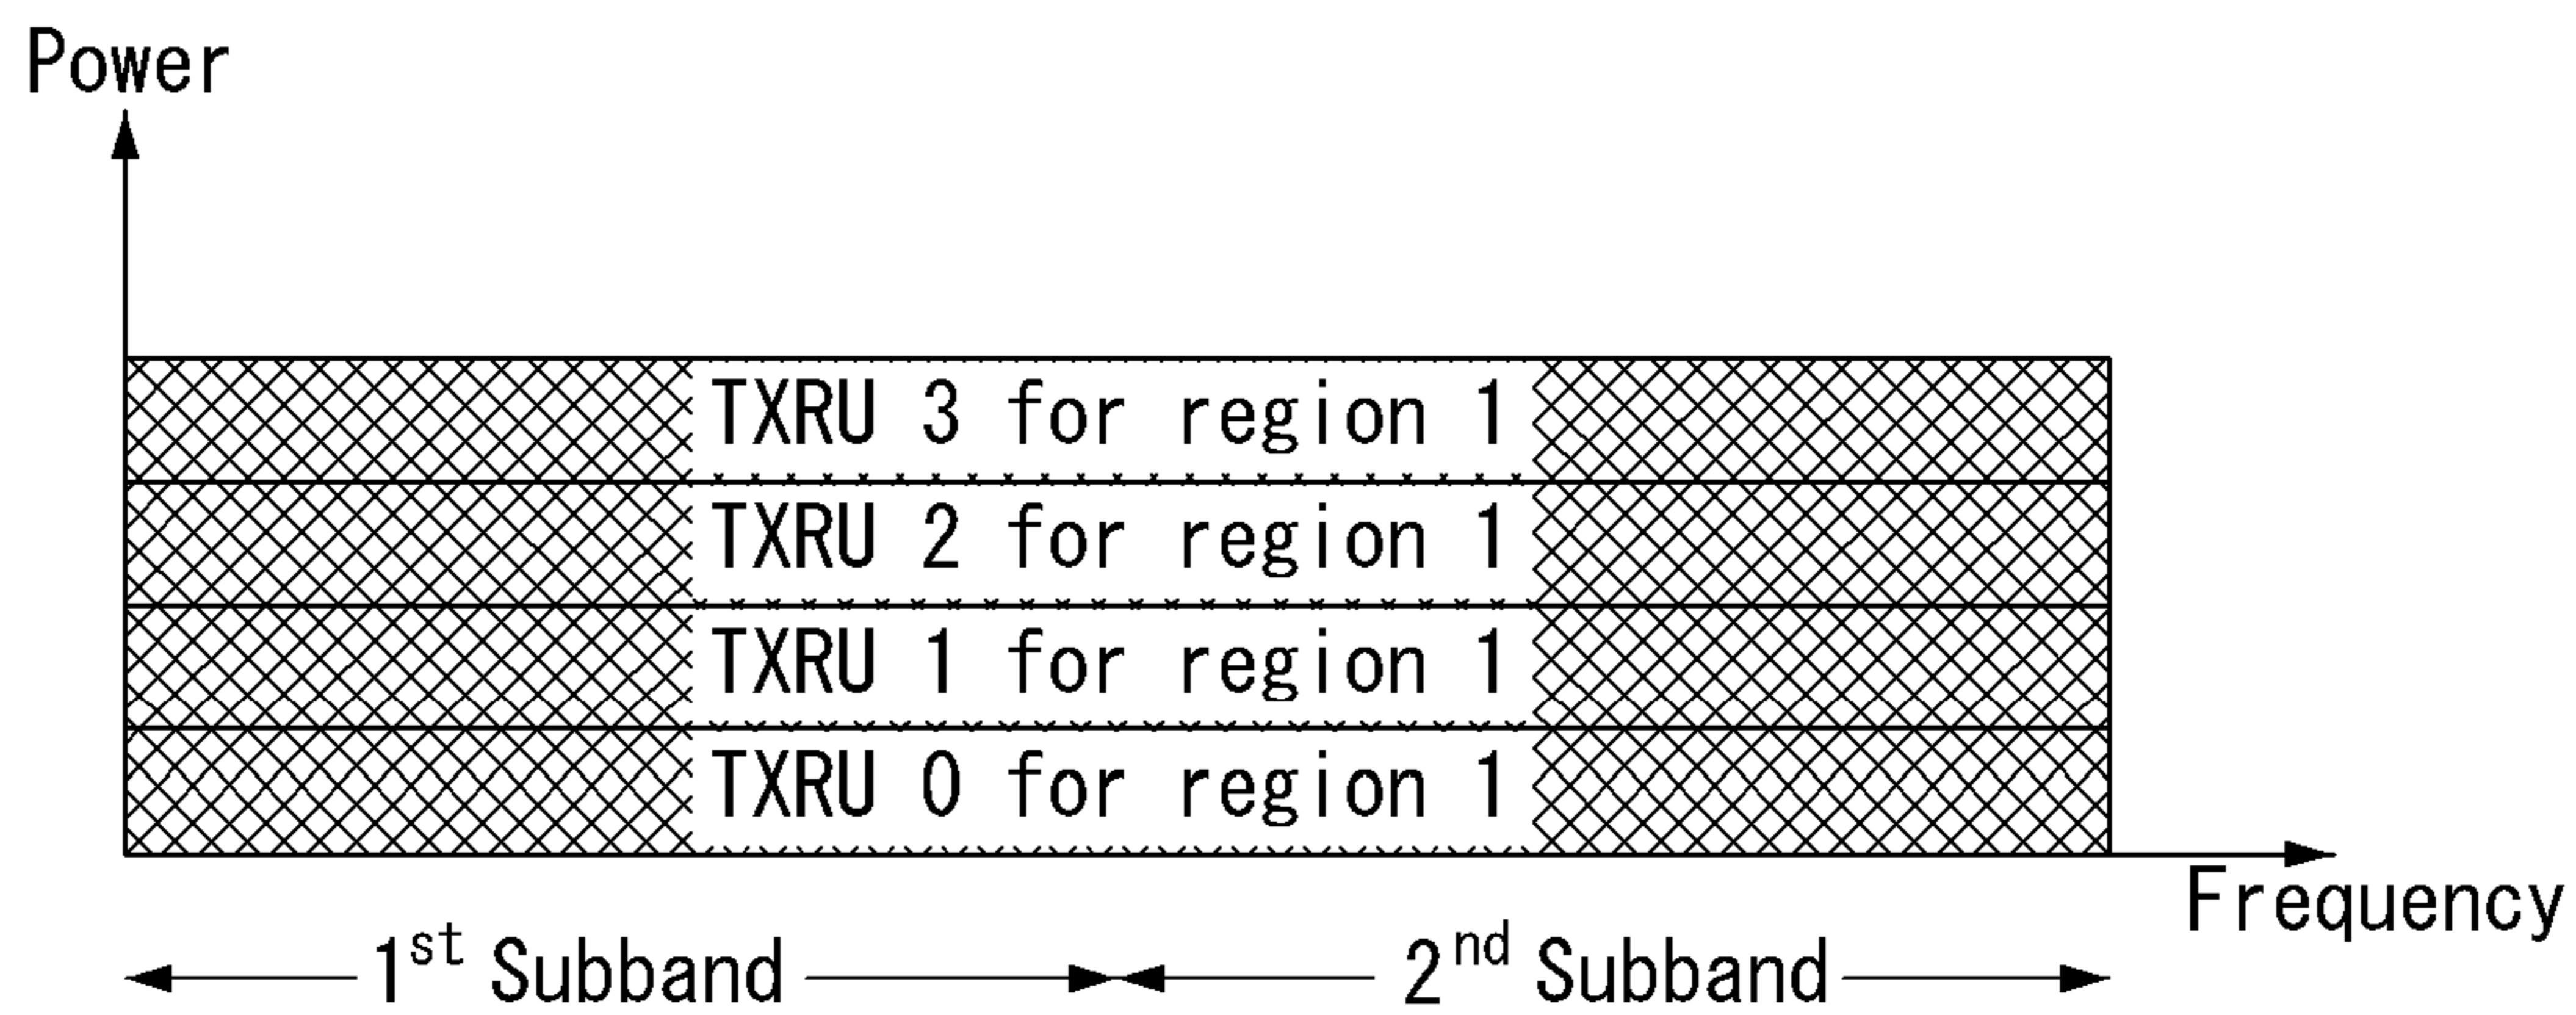 Power
TXRU 3 for region 1
TXRU 2 for region 1
TXRU 1 for region 1
TXRU 0 for region 1
Frequency
1st Subband 2nd Subband